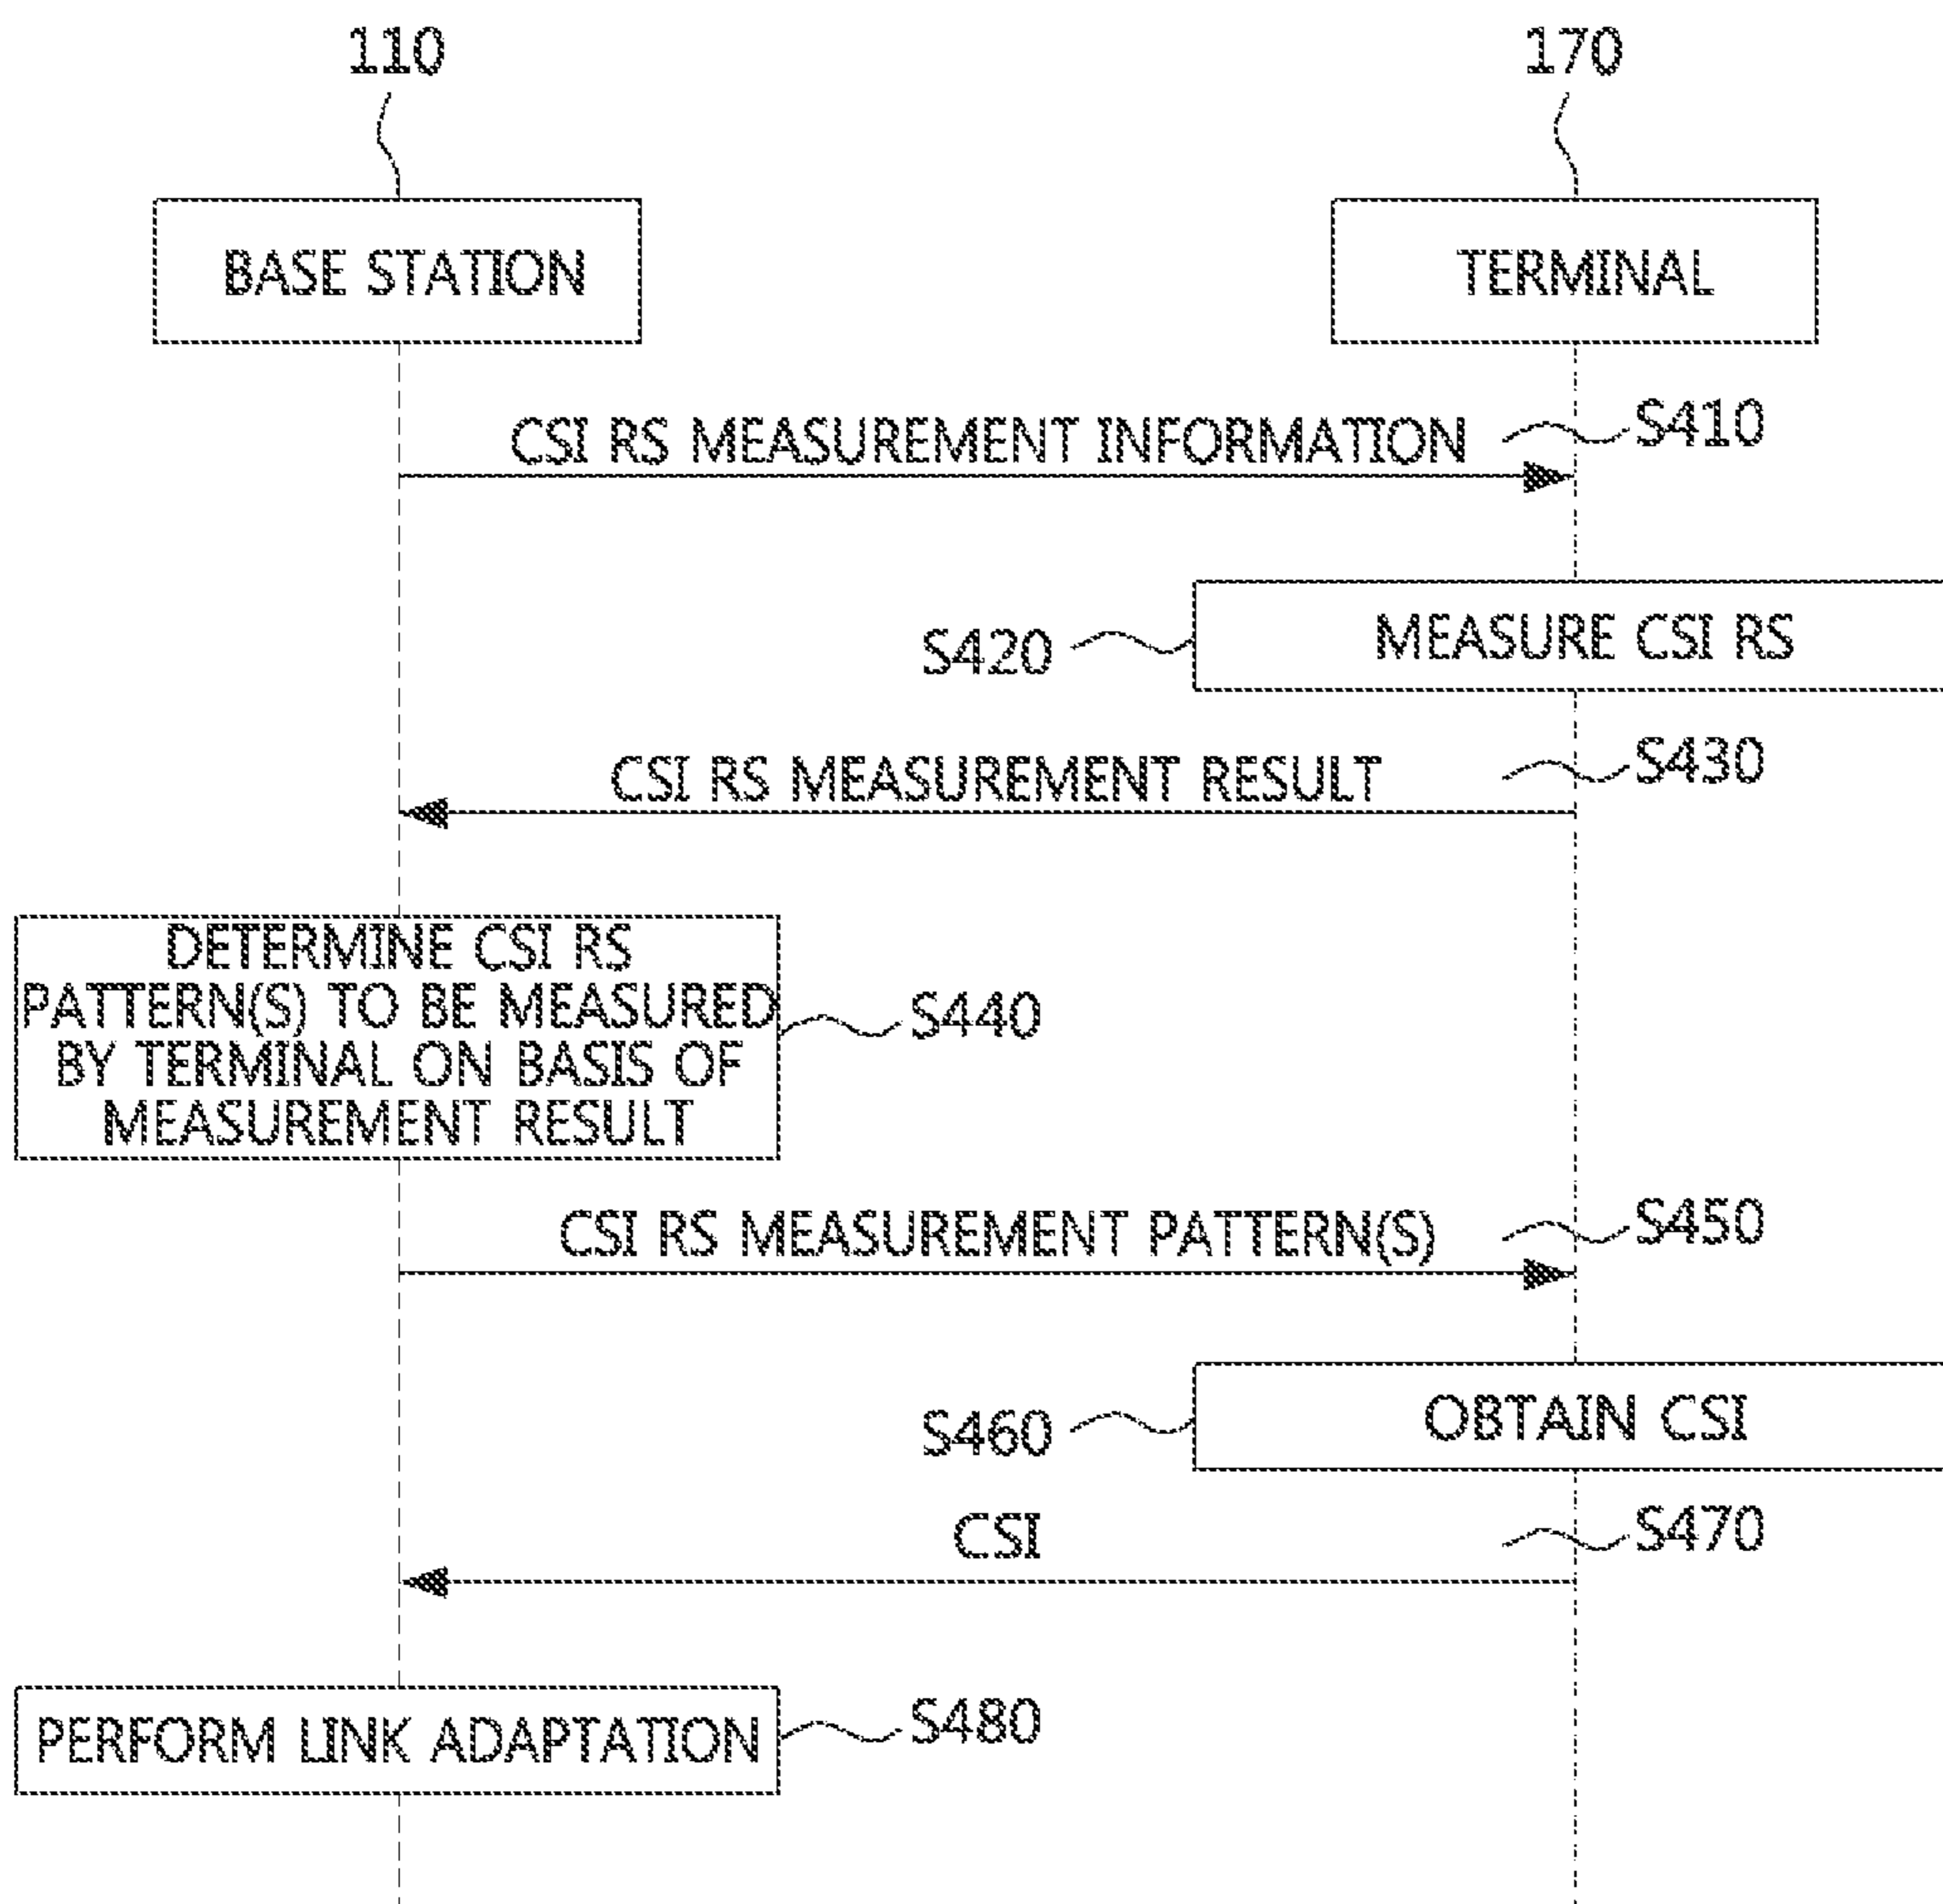 110
170
BASE STATION
TERMINAL
CSI RS MEASUREMENT INFORMATION
S410
S420
MEASURE CSI RS
CSI RS MEASUREMENT RESULT
S430
DETERMINE CSI RS
PATTERN(S) TO BE MEASURED
BY TERMINAL ON BASIS OF
MEASUREMENT RESULT
S440
CSI RS MEASUREMENT PATTERN(S)
S450
S460
OBTAIN CSI
CSI
S470
PERFORM LINK ADAPTATION
S480